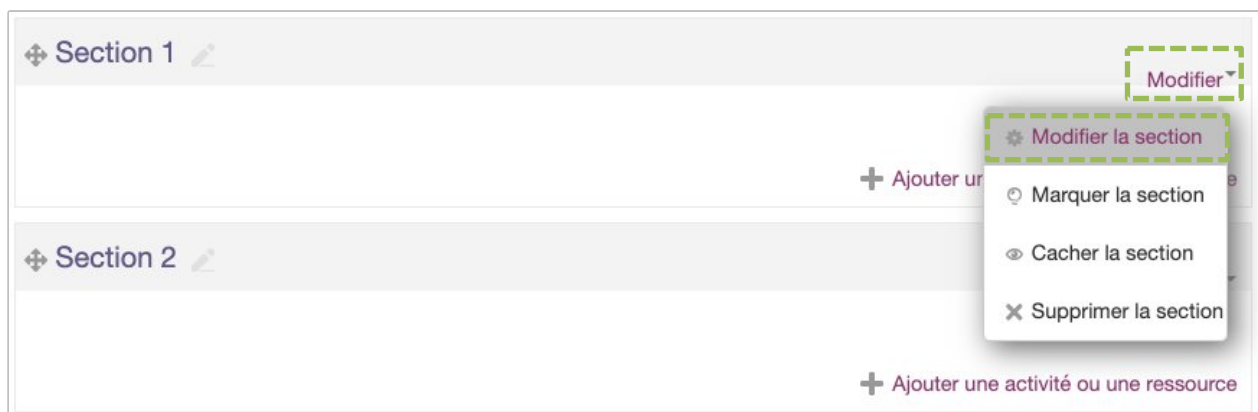 Section 1
Modifier
Modifier la section
Ajouter
Marquer la section
Section 2
Cacher la section
Supprimer la section
Ajouter une activité ou une ressource